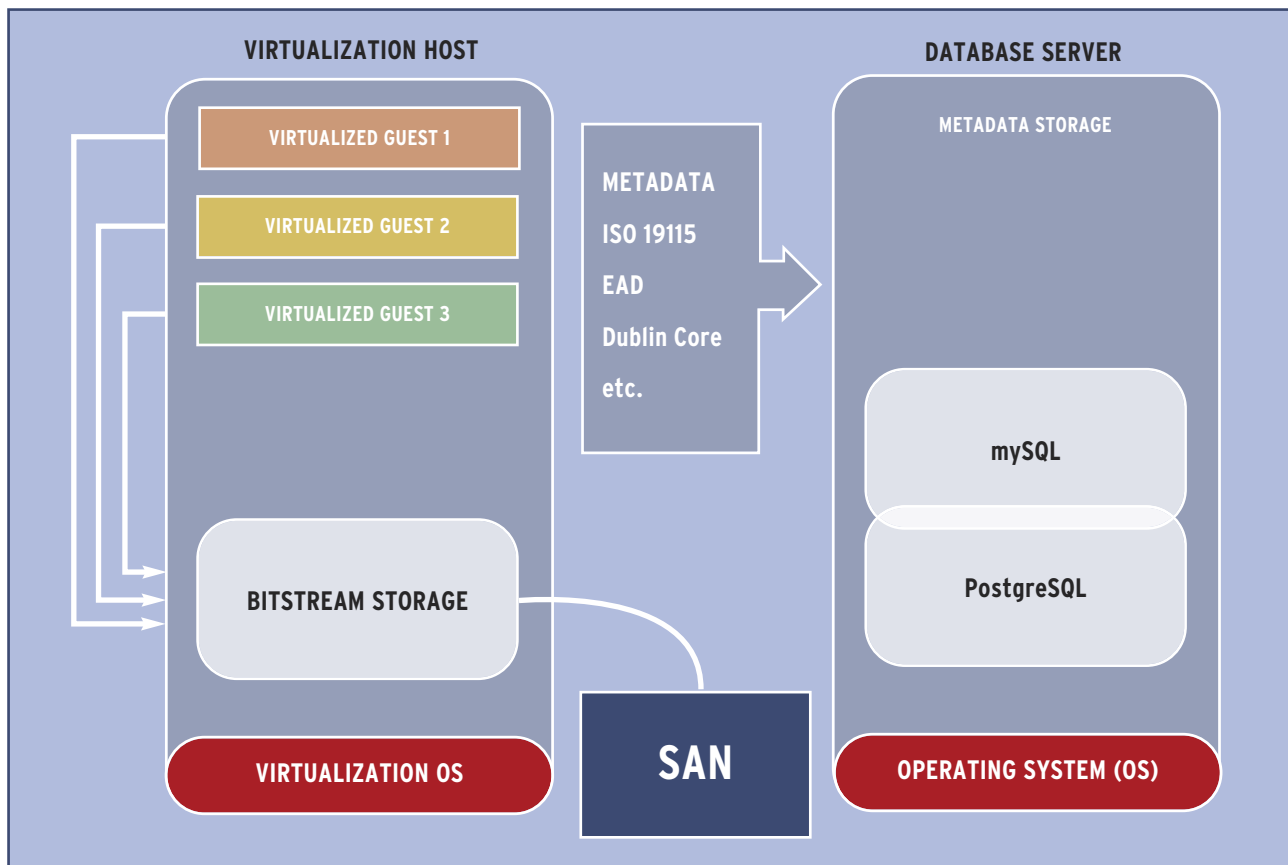 VIRTUALIZATION HOST
VIRTUALIZED GUEST 1
VIRTUALIZED GUEST 2
VIRTUALIZED GUEST 3
BITSTREAM STORAGE
VIRTUALIZATION OS
METADATA
ISO 19115
EAD
Dublin Core
etc.
SAN
DATABASE SERVER
METADATA STORAGE
mySQL
PostgreSQL
OPERATING SYSTEM (OS)